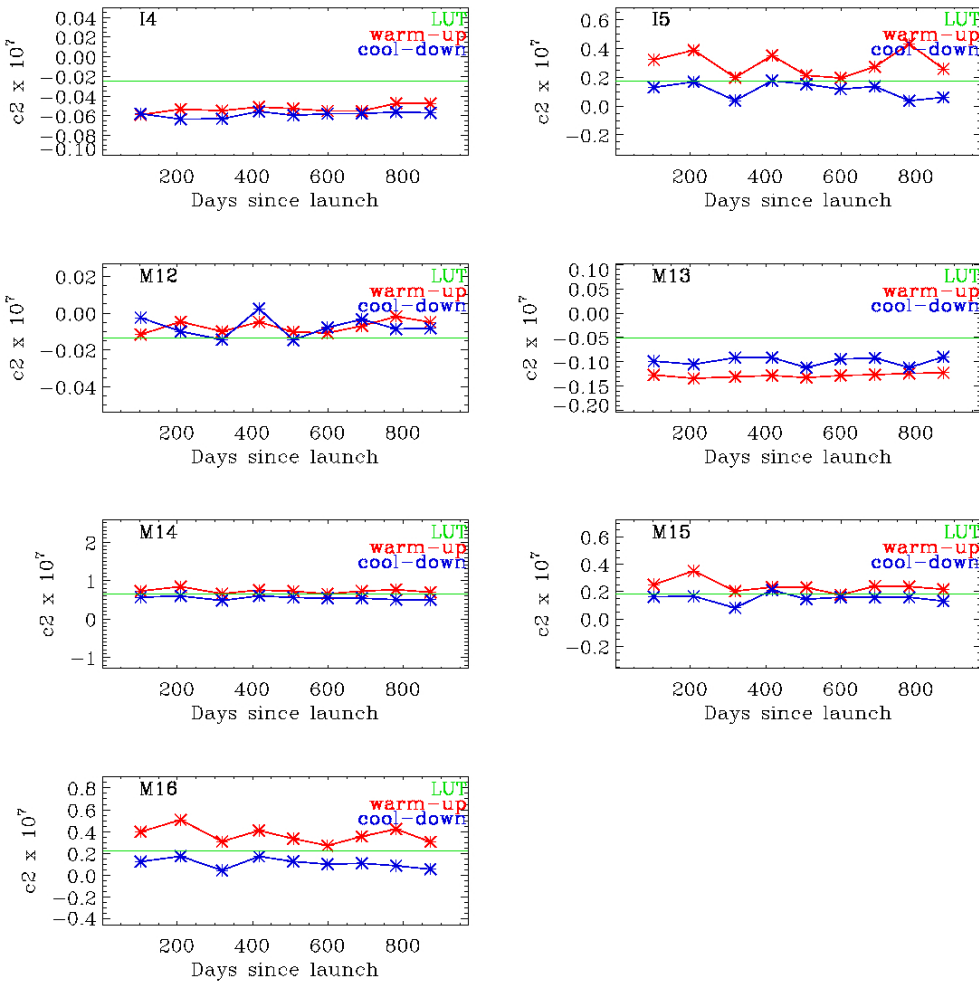 I4
LUT
warm-up
cool-down
0.04
0.02
0.00
−0.02
−0.04
−0.06
−0.08
−0.10
c2 x 10^7
200 400 600 800
Days since launch
I5
LUT
warm-up
cool-down
0.6
0.4
0.2
0.0
−0.2
c2 x 10^7
200 400 600 800
Days since launch
M12
LUT
warm-up
cool-down
0.02
0.00
−0.02
−0.04
c2 x 10^7
200 400 600 800
Days since launch
M13
LUT
warm-up
cool-down
0.10
0.05
0.00
−0.05
−0.10
−0.15
−0.20
c2 x 10^7
200 400 600 800
Days since launch
M14
LUT
warm-up
cool-down
2
1
0
−1
c2 x 10^7
200 400 600 800
Days since launch
M15
LUT
warm-up
cool-down
0.6
0.4
0.2
0.0
−0.2
c2 x 10^7
200 400 600 800
Days since launch
M16
LUT
warm-up
cool-down
0.8
0.6
0.4
0.2
0.0
−0.2
−0.4
c2 x 10^7
200 400 600 800
Days since launch